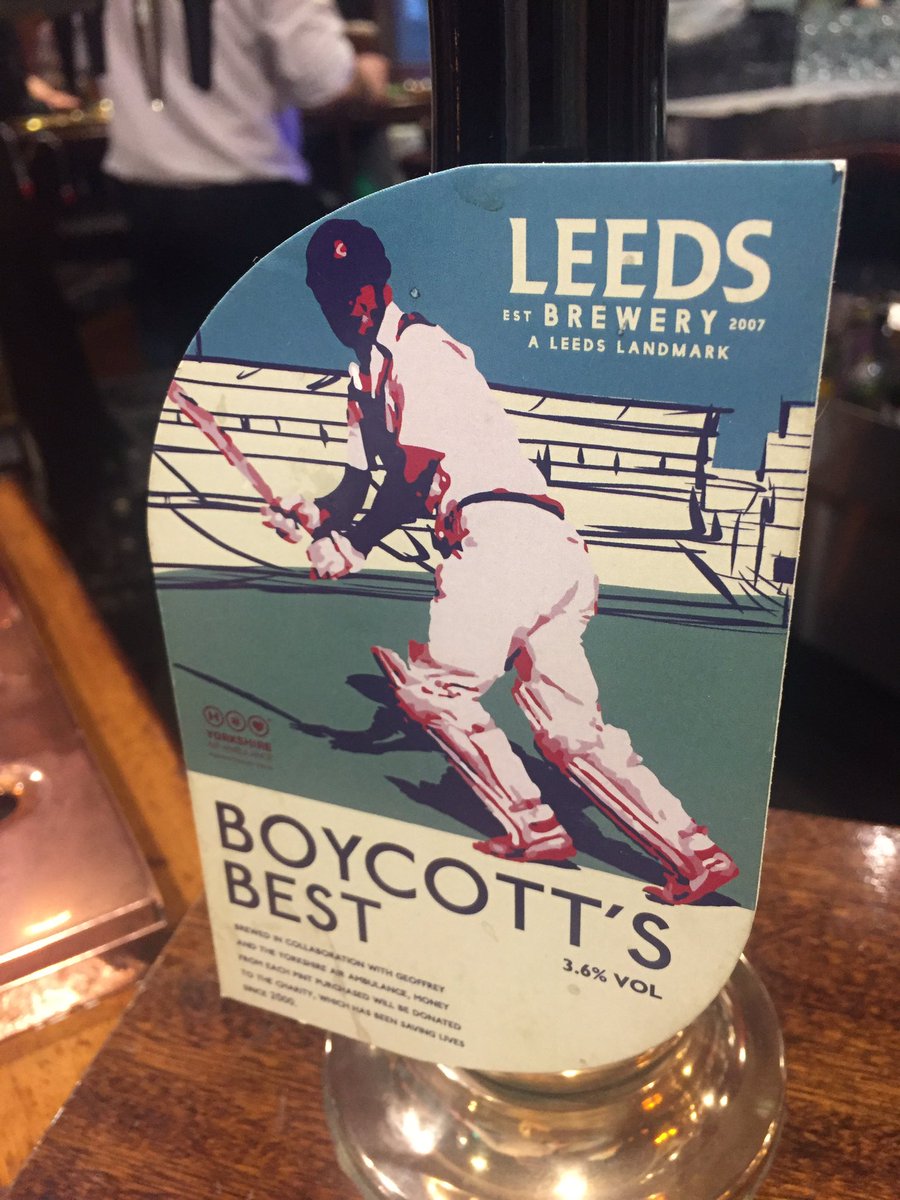 LEEDS
EST BREWERY 2007
A LEEDS LANDMARK
YORKSHIRE
AIR AMBULANCE
BOYCOTT'S
BEST
3.6% VOL
BREWED IN COLLABORATION WITH GEOFFREY
AND THE YORKSHIRE AIR AMBULANCE, MONEY
FROM EACH PINT PURCHASED WILL BE DONATED
TO THE CHARITY, WHICH HAS BEEN SAVING LIVES
SINCE 2000.